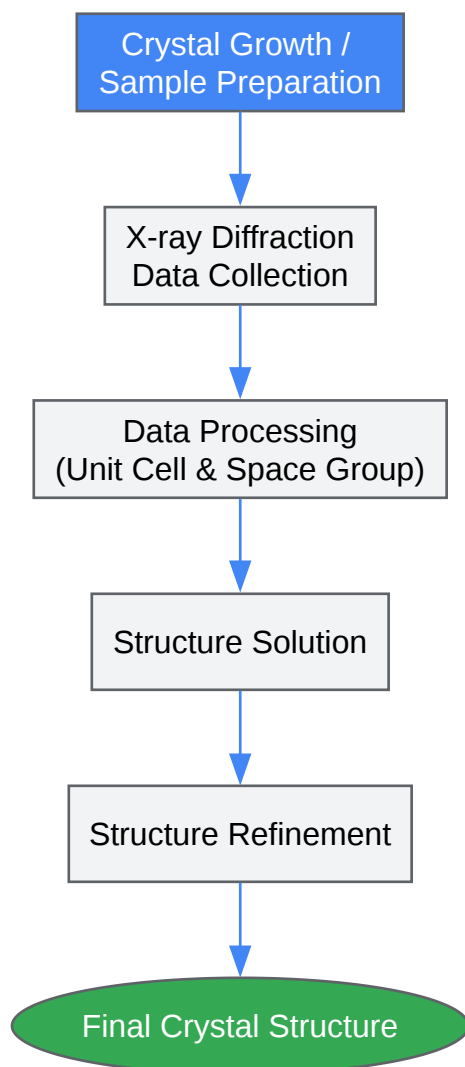 Crystal Growth /
Sample Preparation
X-ray Diffraction
Data Collection
Data Processing
(Unit Cell & Space Group)
Structure Solution
Structure Refinement
Final Crystal Structure